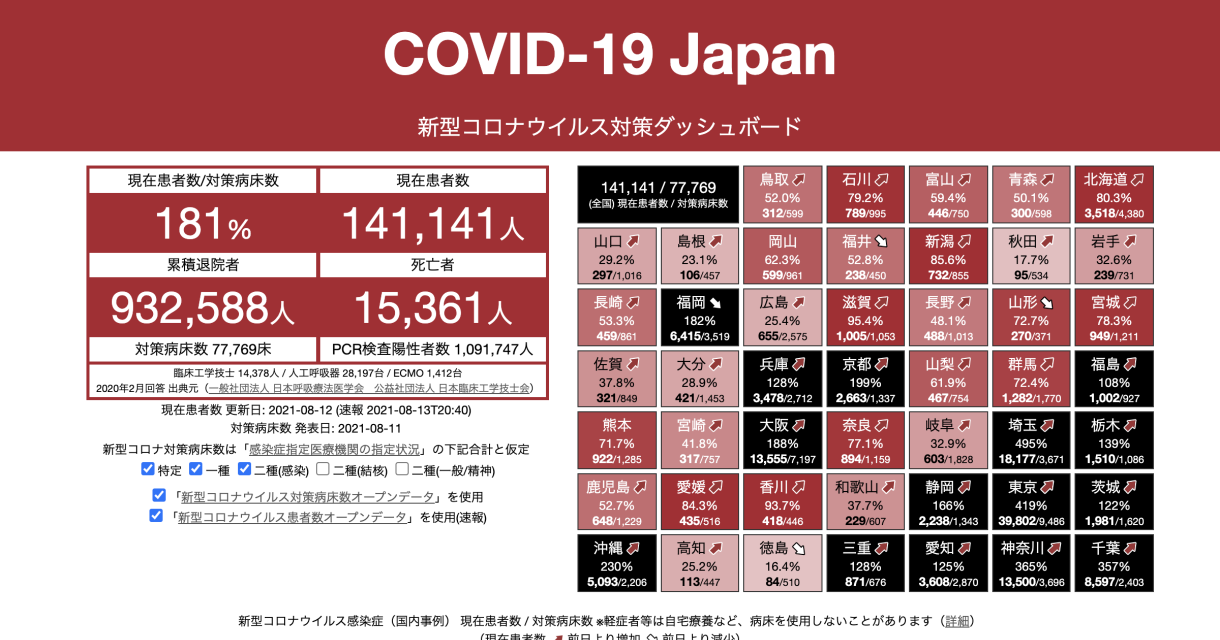 COVID-19 Japan
新型コロナウイルス対策ダッシュボード
現在患者数/対策病床数
現在患者数
181%
141,141人
累積退院者
死亡者
932,588人
15,361人
対策病床数 77,769床
PCR検査陽性者数 1,091,747人
臨床工学技士 14,378人 / 人工呼吸器 28,197台 / ECMO 1,412台
2020年2月回答 出典元（一般社団法人 日本呼吸療法医学会　公益社団法人 日本臨床工学技士会）
現在患者数 更新日: 2021-08-12 (速報 2021-08-13T20:40)
対策病床数 発表日: 2021-08-11
新型コロナ対策病床数は「感染症指定医療機関の指定状況」の下記合計と仮定
特定 一種 二種(感染) 二種(結核) 二種(一般/精神)
「新型コロナウイルス対策病床数オープンデータ」を使用
「新型コロナウイルス患者数オープンデータ」を使用(速報)
141,141 / 77,769
(全国) 現在患者数 / 対策病床数
鳥取
52.0%
312/599
石川
79.2%
789/995
富山
59.4%
446/750
青森
50.1%
300/598
北海道
80.3%
3,518/4,380
山口
29.2%
297/1,016
島根
23.1%
106/457
岡山
62.3%
599/961
福井
52.8%
238/450
新潟
85.6%
732/855
秋田
17.7%
95/534
岩手
32.6%
239/731
長崎
53.3%
459/861
福岡
182%
6,415/3,519
広島
25.4%
655/2,575
滋賀
95.4%
1,005/1,053
長野
48.1%
488/1,013
山形
72.7%
270/371
宮城
78.3%
949/1,211
佐賀
37.8%
321/849
大分
28.9%
421/1,453
兵庫
128%
3,478/2,712
京都
199%
2,663/1,337
山梨
61.9%
467/754
群馬
72.4%
1,282/1,770
福島
108%
1,002/927
熊本
71.7%
922/1,285
宮崎
41.8%
317/757
大阪
188%
13,555/7,197
奈良
77.1%
894/1,159
岐阜
32.9%
603/1,828
埼玉
495%
18,177/3,671
栃木
139%
1,510/1,086
鹿児島
52.7%
648/1,229
愛媛
84.3%
435/516
香川
93.7%
418/446
和歌山
37.7%
229/607
静岡
166%
2,238/1,343
東京
419%
39,802/9,486
茨城
122%
1,981/1,620
沖縄
230%
5,093/2,206
高知
25.2%
113/447
徳島
16.4%
84/510
三重
128%
871/676
愛知
125%
3,608/2,870
神奈川
365%
13,500/3,696
千葉
357%
8,597/2,403
新型コロナウイルス感染症（国内事例） 現在患者数 / 対策病床数 ※軽症者等は自宅療養など、病床を使用しないことがあります（詳細）
（現在患者数 前日より増加 前日より減少）